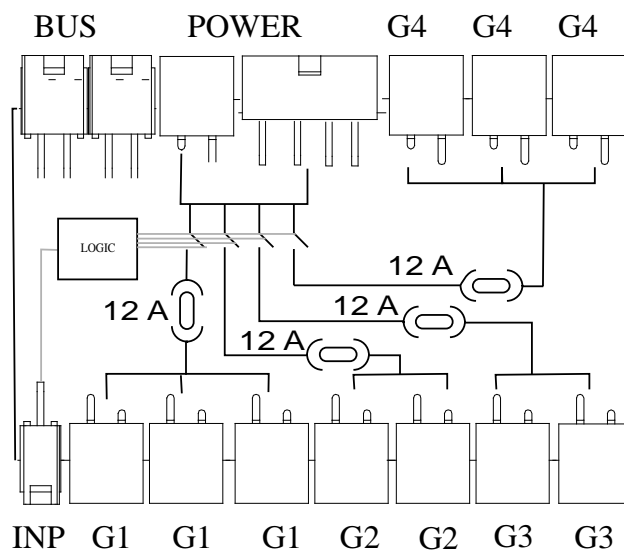 BUS POWER G4 G4 G4
LOGIC
12 A
12 A
12 A
12 A
INP G1 G1 G1 G2 G2 G3 G3